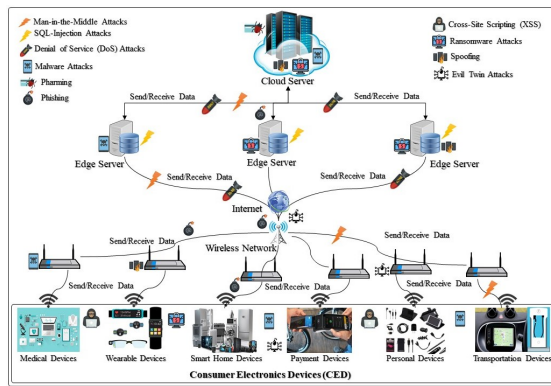 Man-in-the-Middle Attacks
SQL-Injection Attacks
Denial of Service (DoS) Attacks
Malware Attacks
Pharming
Phishing
Cross-Site Scripting (XSS)
Ransomware Attacks
Spoofing
Evil Twin Attacks
Cloud Server
Send/Receive Data
Send/Receive Data
Edge Server
Edge Server
Edge Server
Send/Receive Data
Send/Receive Data
Internet
Send/Receive Data
Wireless Network
Send/Receive Data
Send/Receive Data
Send/Receive Data
Medical Devices
Wearable Devices
Smart Home Devices
Payment Devices
Personal Devices
Transportation Devices
Consumer Electronics Devices (CED)